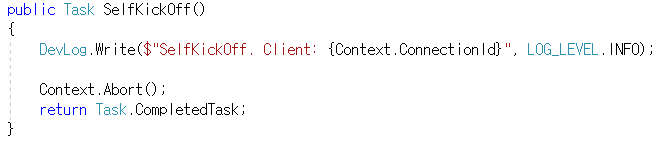 public Task SelfKickOff()
{
    DevLog.Write($"SelfKickOff. Client: {Context.ConnectionId}", LOG_LEVEL.INFO);

    Context.Abort();
    return Task.CompletedTask;
}